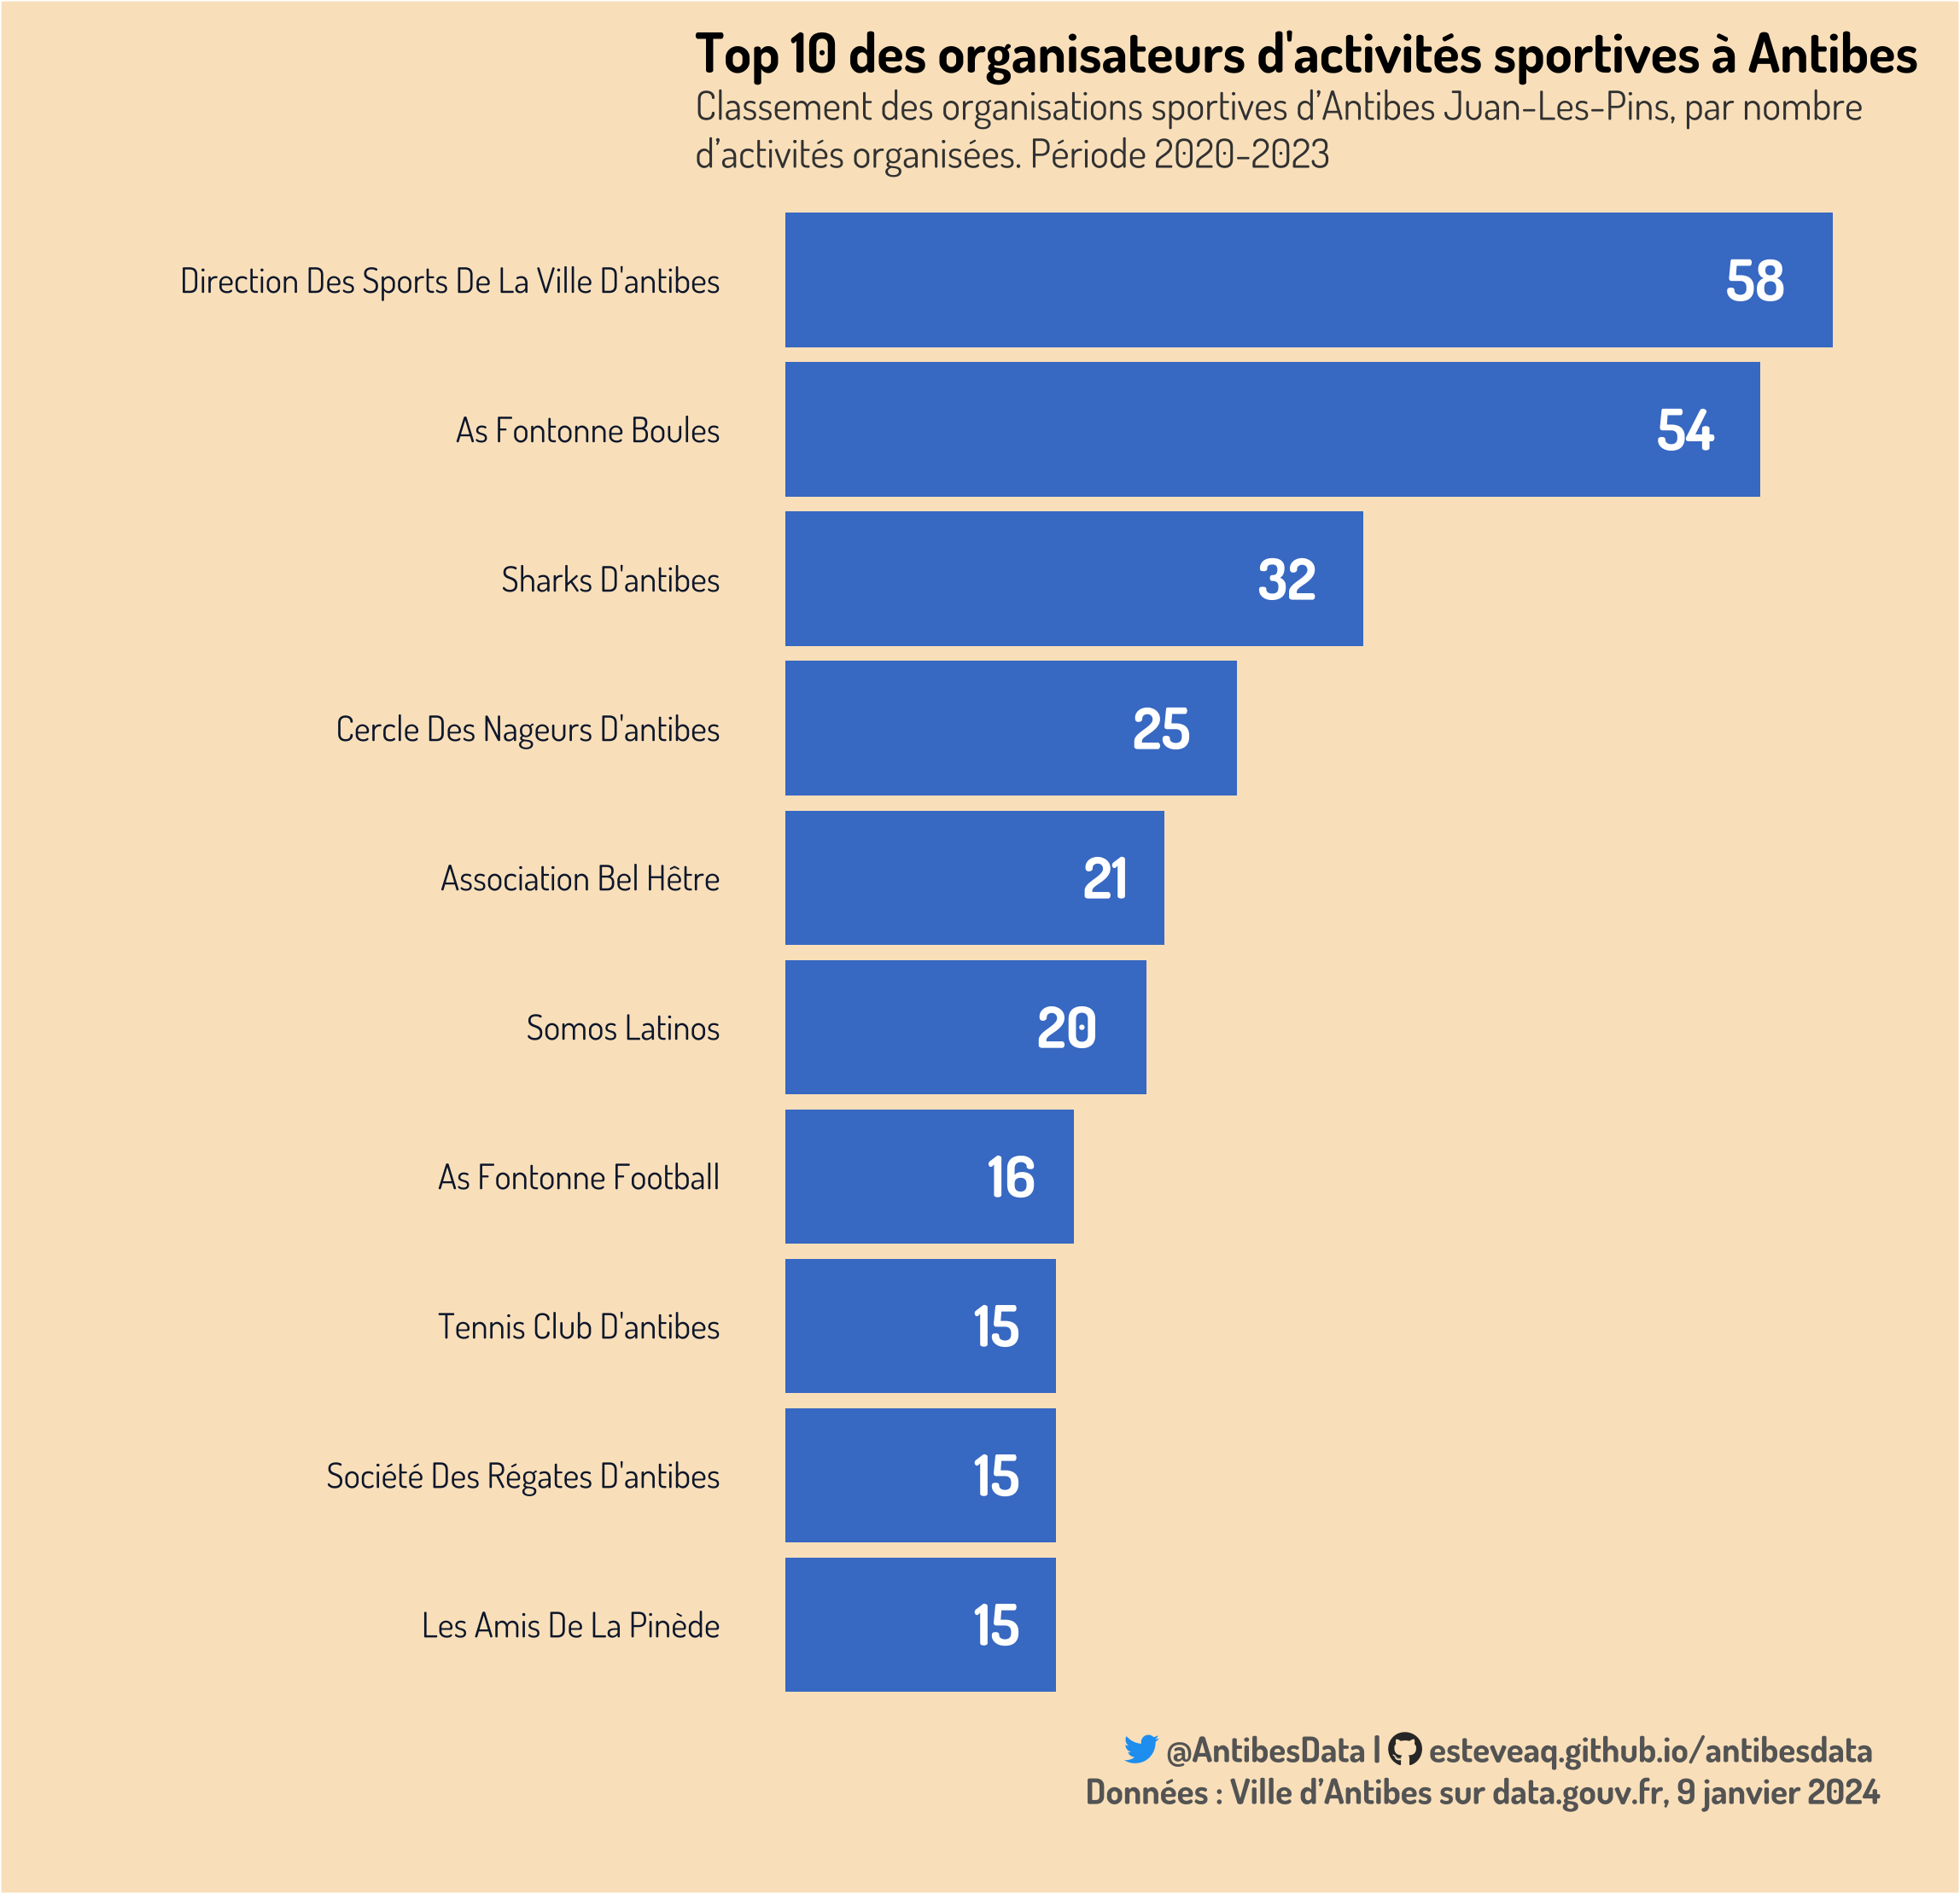 Top 10 des organisateurs d'activités sportives à Antibes
Classement des organisations sportives d’Antibes Juan-Les-Pins, par nombre
d’activités organisées. Période 2020-2023
Direction Des Sports De La Ville D'antibes 58
As Fontonne Boules 54
Sharks D'antibes 32
Cercle Des Nageurs D'antibes 25
Association Bel Hêtre 21
Somos Latinos 20
As Fontonne Football 16
Tennis Club D'antibes 15
Société Des Régates D'antibes 15
Les Amis De La Pinède 15
@AntibesData | esteveaq.github.io/antibesdata
Données : Ville d’Antibes sur data.gouv.fr, 9 janvier 2024